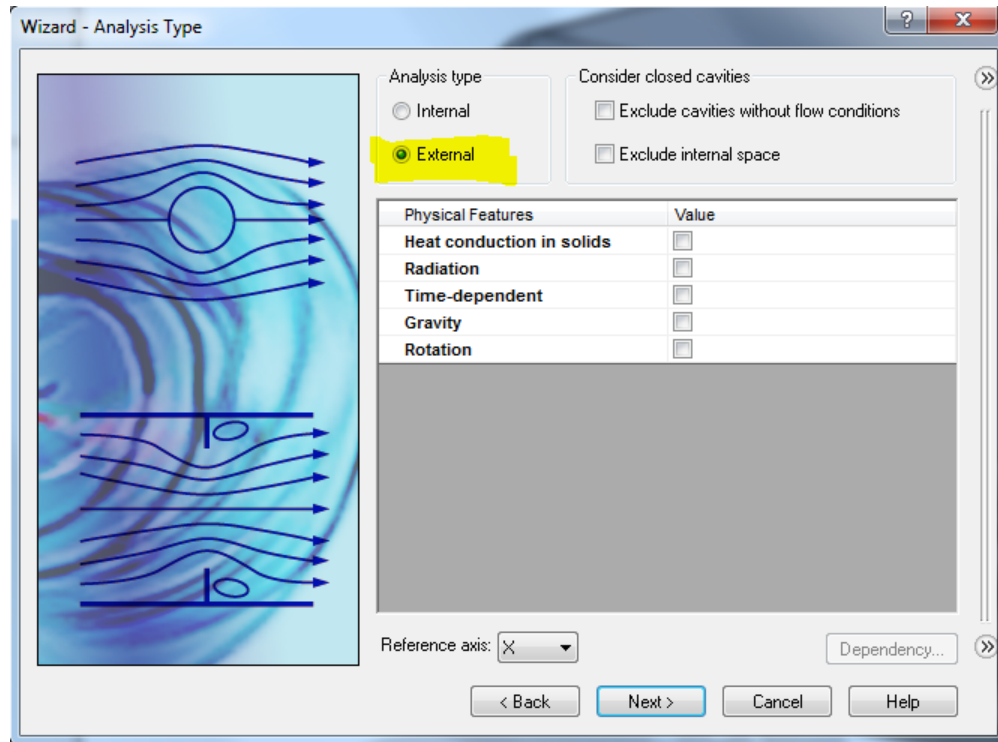 Wizard - Analysis Type
?
X
Analysis type
Internal
External
Consider closed cavities
Exclude cavities without flow conditions
Exclude internal space
Physical Features Value
Heat conduction in solids
Radiation
Time-dependent
Gravity
Rotation
Reference axis: X
Dependency...
< Back Next > Cancel Help